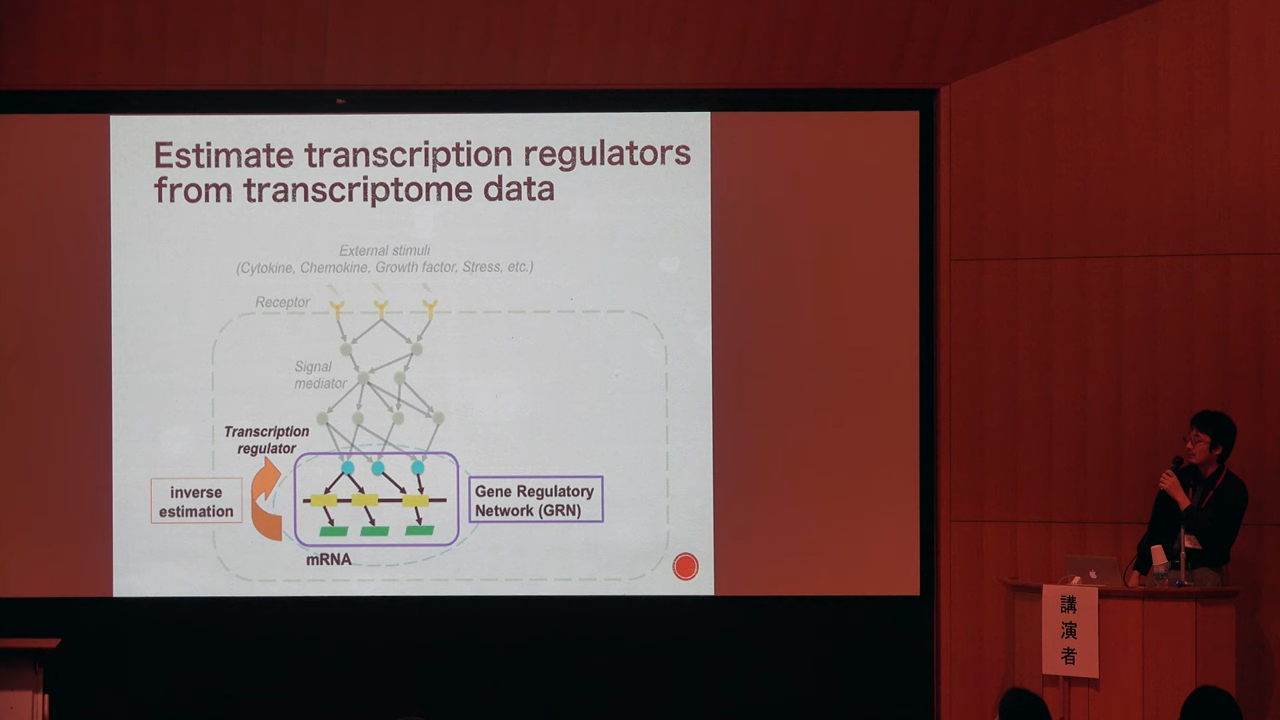 Estimate transcription regulators
from transcriptome data
External stimuli
(Cytokine, Chemokine, Growth factor, Stress, etc.)
Receptor
Signal
mediator
Transcription
regulator
inverse
estimation
Gene Regulatory
Network (GRN)
mRNA
講
演
者